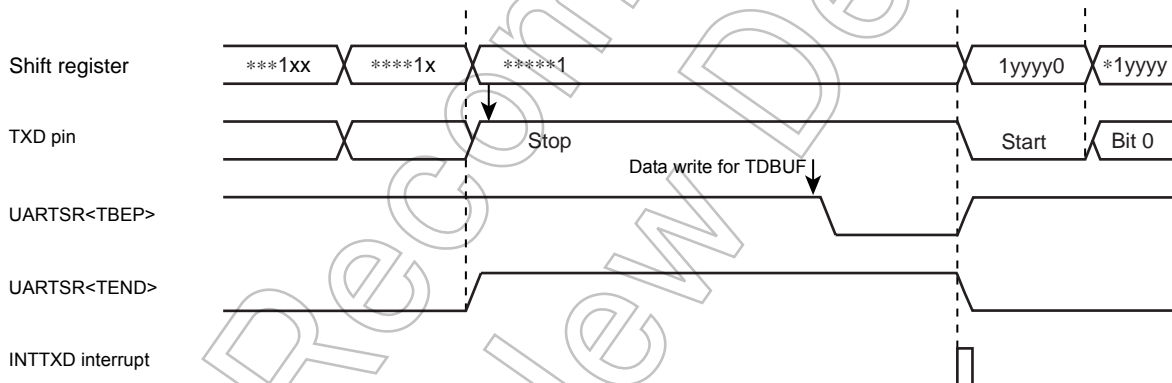 Shift register ***1xx ****1x *****1 1yyyy0 *1yyyy
TXD pin Stop Start Bit 0
Data write for TDBUF
UARTSR<TBEP>
UARTSR<TEND>
INTTXD interrupt